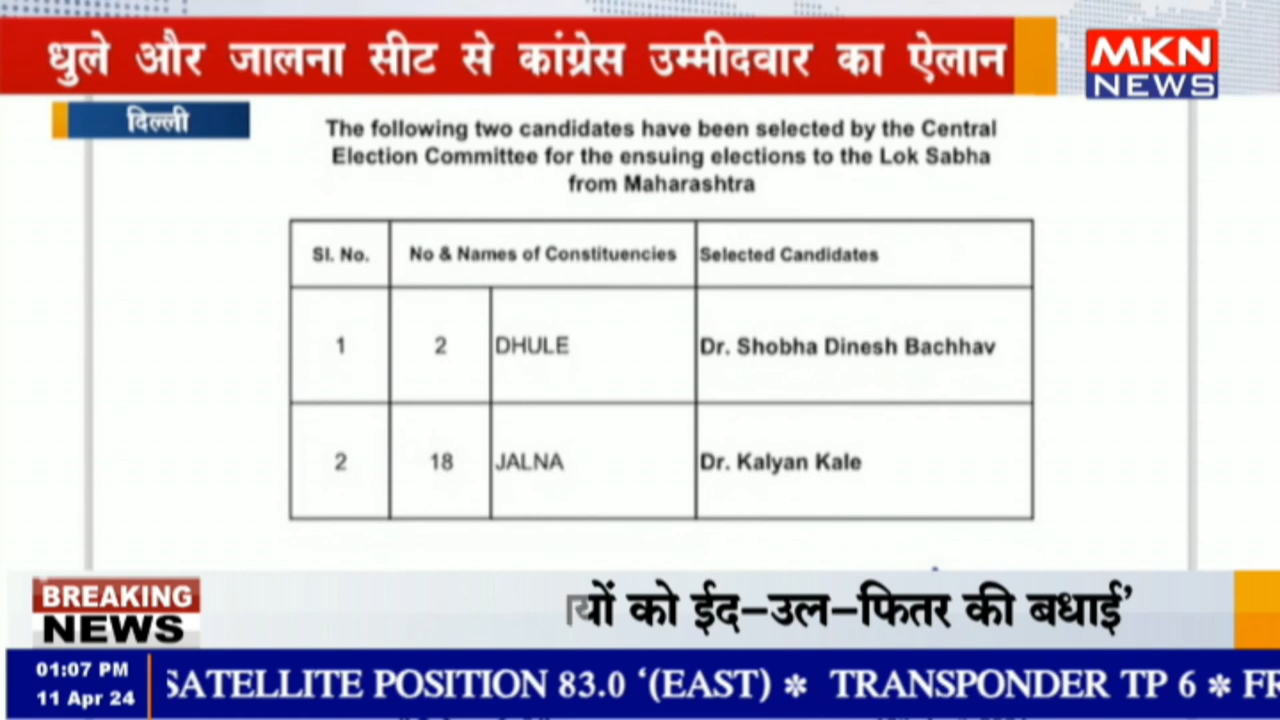 धुले और जालना सीट से कांग्रेस उम्मीदवार का ऐलान
MKN
NEWS
दिल्ली
The following two candidates have been selected by the Central
Election Committee for the ensuing elections to the Lok Sabha
from Maharashtra
Sl. No. No & Names of Constituencies Selected Candidates
1 2 DHULE Dr. Shobha Dinesh Bachhav
2 18 JALNA Dr. Kalyan Kale
BREAKING
NEWS
को ईद-उल-फितर की बधाई’
01:07 PM
11 Apr 24
SATELLITE POSITION 83.0 ‘(EAST) * TRANSPONDER TP 6 *